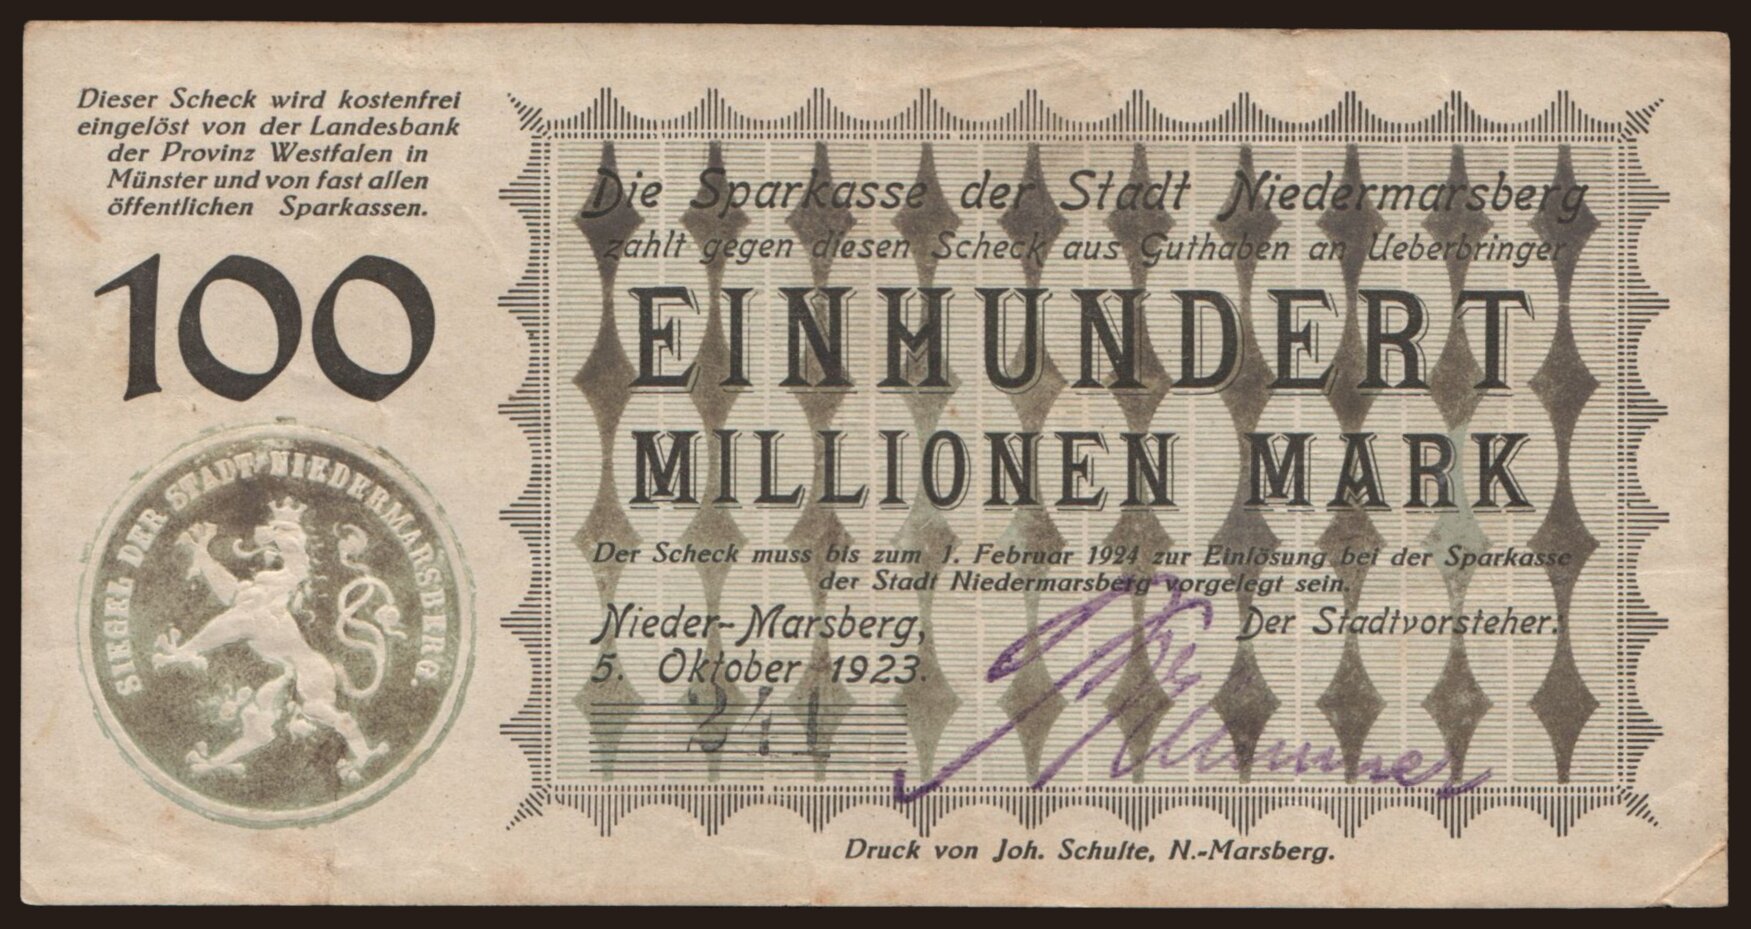 Dieser Scheck wird kostenfrei
eingelöst von der Landesbank
der Provinz Westfalen in
Münster und von fast allen
öffentlichen Sparkassen.
100
SIEGEL DER STADT NIEDERMARSBERG.
Die Sparkasse der Stadt Niedermarsberg
zahlt gegen diesen Scheck aus Guthaben an Ueberbringer
EINHUNDERT
MILLIONEN MARK
Der Scheck muss bis zum 1. Februar 1924 zur Einlösung bei der Sparkasse
der Stadt Niedermarsberg vorgelegt sein.
Nieder-Marsberg,
5. Oktober 1923.
Der Stadtvorsteher:
241
Druck von Joh. Schulte, N.-Marsberg.